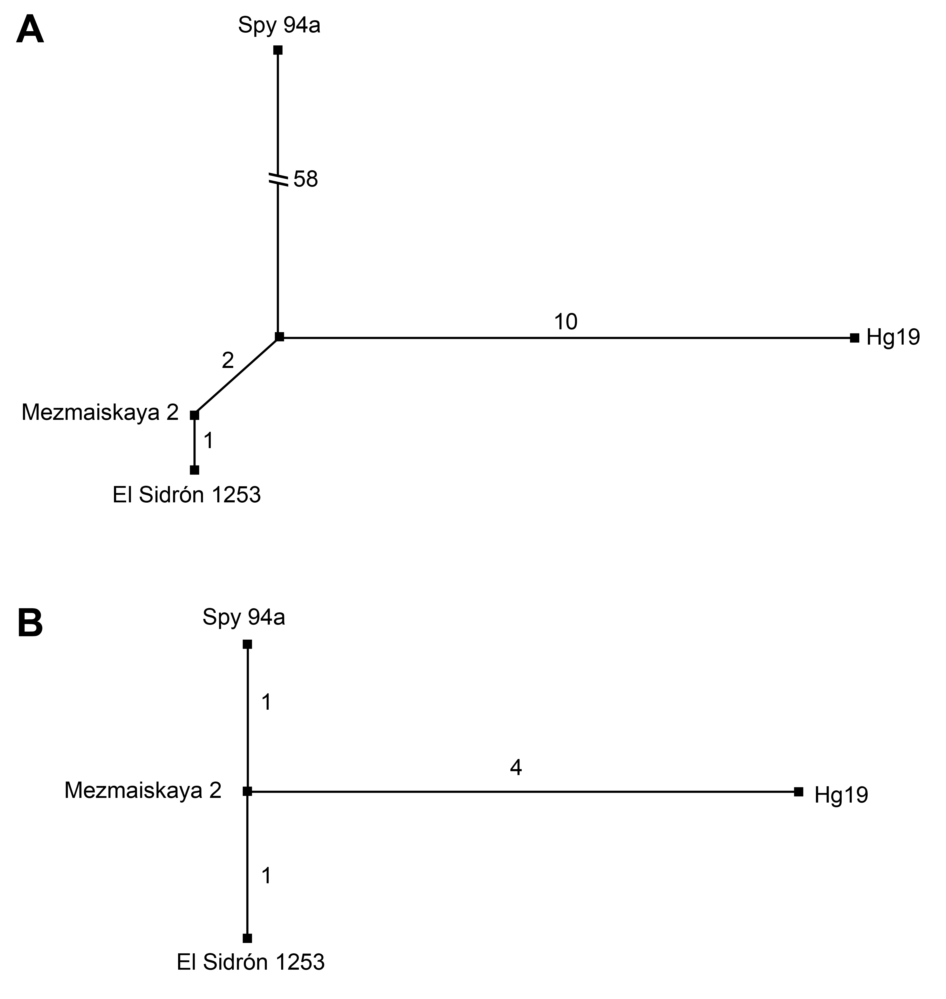 A
Spy 94a
58
10
Hg19
2
Mezmaiskaya 2
1
El Sidrón 1253
B
Spy 94a
1
4
Mezmaiskaya 2
Hg19
1
El Sidrón 1253